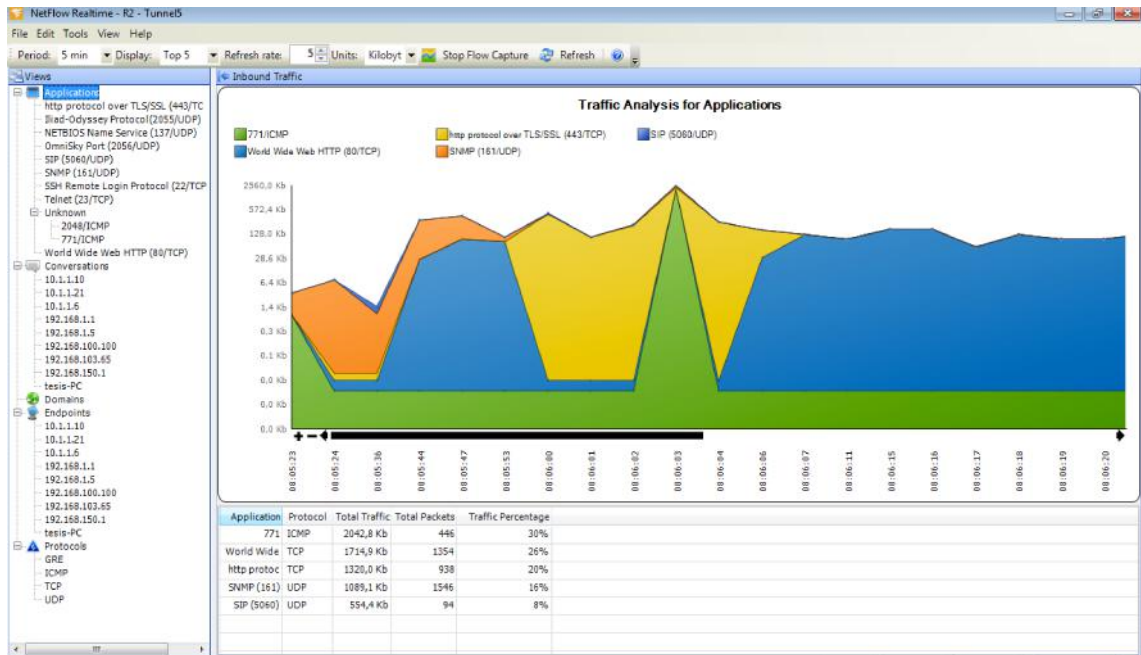 NetFlow Realtime - R2 - Tunnel5
File Edit Tools View Help
Period: 5 min Display: Top 5 Refresh rate: 5 Units: Kilobyt Stop Flow Capture Refresh
Views
Applications
http protocol over TLS/SSL (443/TC
Iliad-Odyssey Protocol(2055/UDP)
NETBIOS Name Service (137/UDP)
OmniSky Port (2056/UDP)
SIP (5060/UDP)
SNMP (161/UDP)
SSH Remote Login Protocol (22/TCP
Telnet (23/TCP)
Unknown
2048/ICMP
771/ICMP
World Wide Web HTTP (80/TCP)
Conversations
10.1.1.10
10.1.1.21
10.1.1.6
192.168.1.1
192.168.1.5
192.168.100.100
192.168.103.65
192.168.150.1
tesis-PC
Domains
Endpoints
10.1.1.10
10.1.1.21
10.1.1.6
192.168.1.1
192.168.1.5
192.168.100.100
192.168.103.65
192.168.150.1
tesis-PC
Protocols
GRE
ICMP
TCP
UDP
Inbound Traffic
Traffic Analysis for Applications
771/ICMP http protocol over TLS/SSL (443/TCP) SIP (5060/UDP)
World Wide Web HTTP (80/TCP) SNMP (161/UDP)
2560,0 Kb
572,4 Kb
128,0 Kb
28,6 Kb
6,4 Kb
1,4 Kb
0,3 Kb
0,1 Kb
0,0 Kb
0,0 Kb
0,0 Kb
08:05:23 08:05:24 08:05:36 08:05:44 08:05:47 08:05:53 08:06:00 08:06:01 08:06:02 08:06:03 08:06:04 08:06:06 08:06:07 08:06:11 08:06:15 08:06:16 08:06:17 08:06:18 08:06:19 08:06:20
Application Protocol Total Traffic Total Packets Traffic Percentage
771 ICMP 2042,8 Kb 446 30%
World Wide TCP 1714,9 Kb 1354 26%
http protoc TCP 1320,0 Kb 938 20%
SNMP (161) UDP 1089,1 Kb 1546 16%
SIP (5060) UDP 554,4 Kb 94 8%